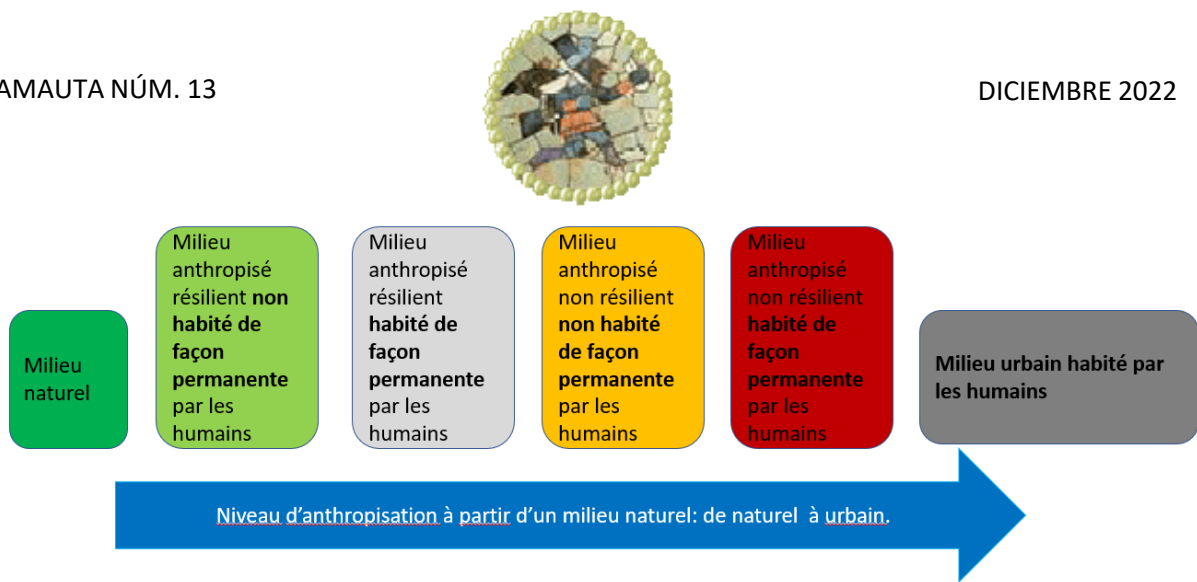 AMAUTA NÚM. 13
DICIEMBRE 2022
Milieu
naturel
Milieu
anthropisé
résilient non
habité de
façon
permanente
par les
humains
Milieu
anthropisé
résilient
habité de
façon
permanente
par les
humains
Milieu
anthropisé
non résilient
non habité
de façon
permanente
par les
humains
Milieu
anthropisé
non résilient
habité de
façon
permanente
par les
humains
Milieu urbain habité par
les humains
Niveau d'anthropisation à partir d'un milieu naturel: de naturel à urbain.